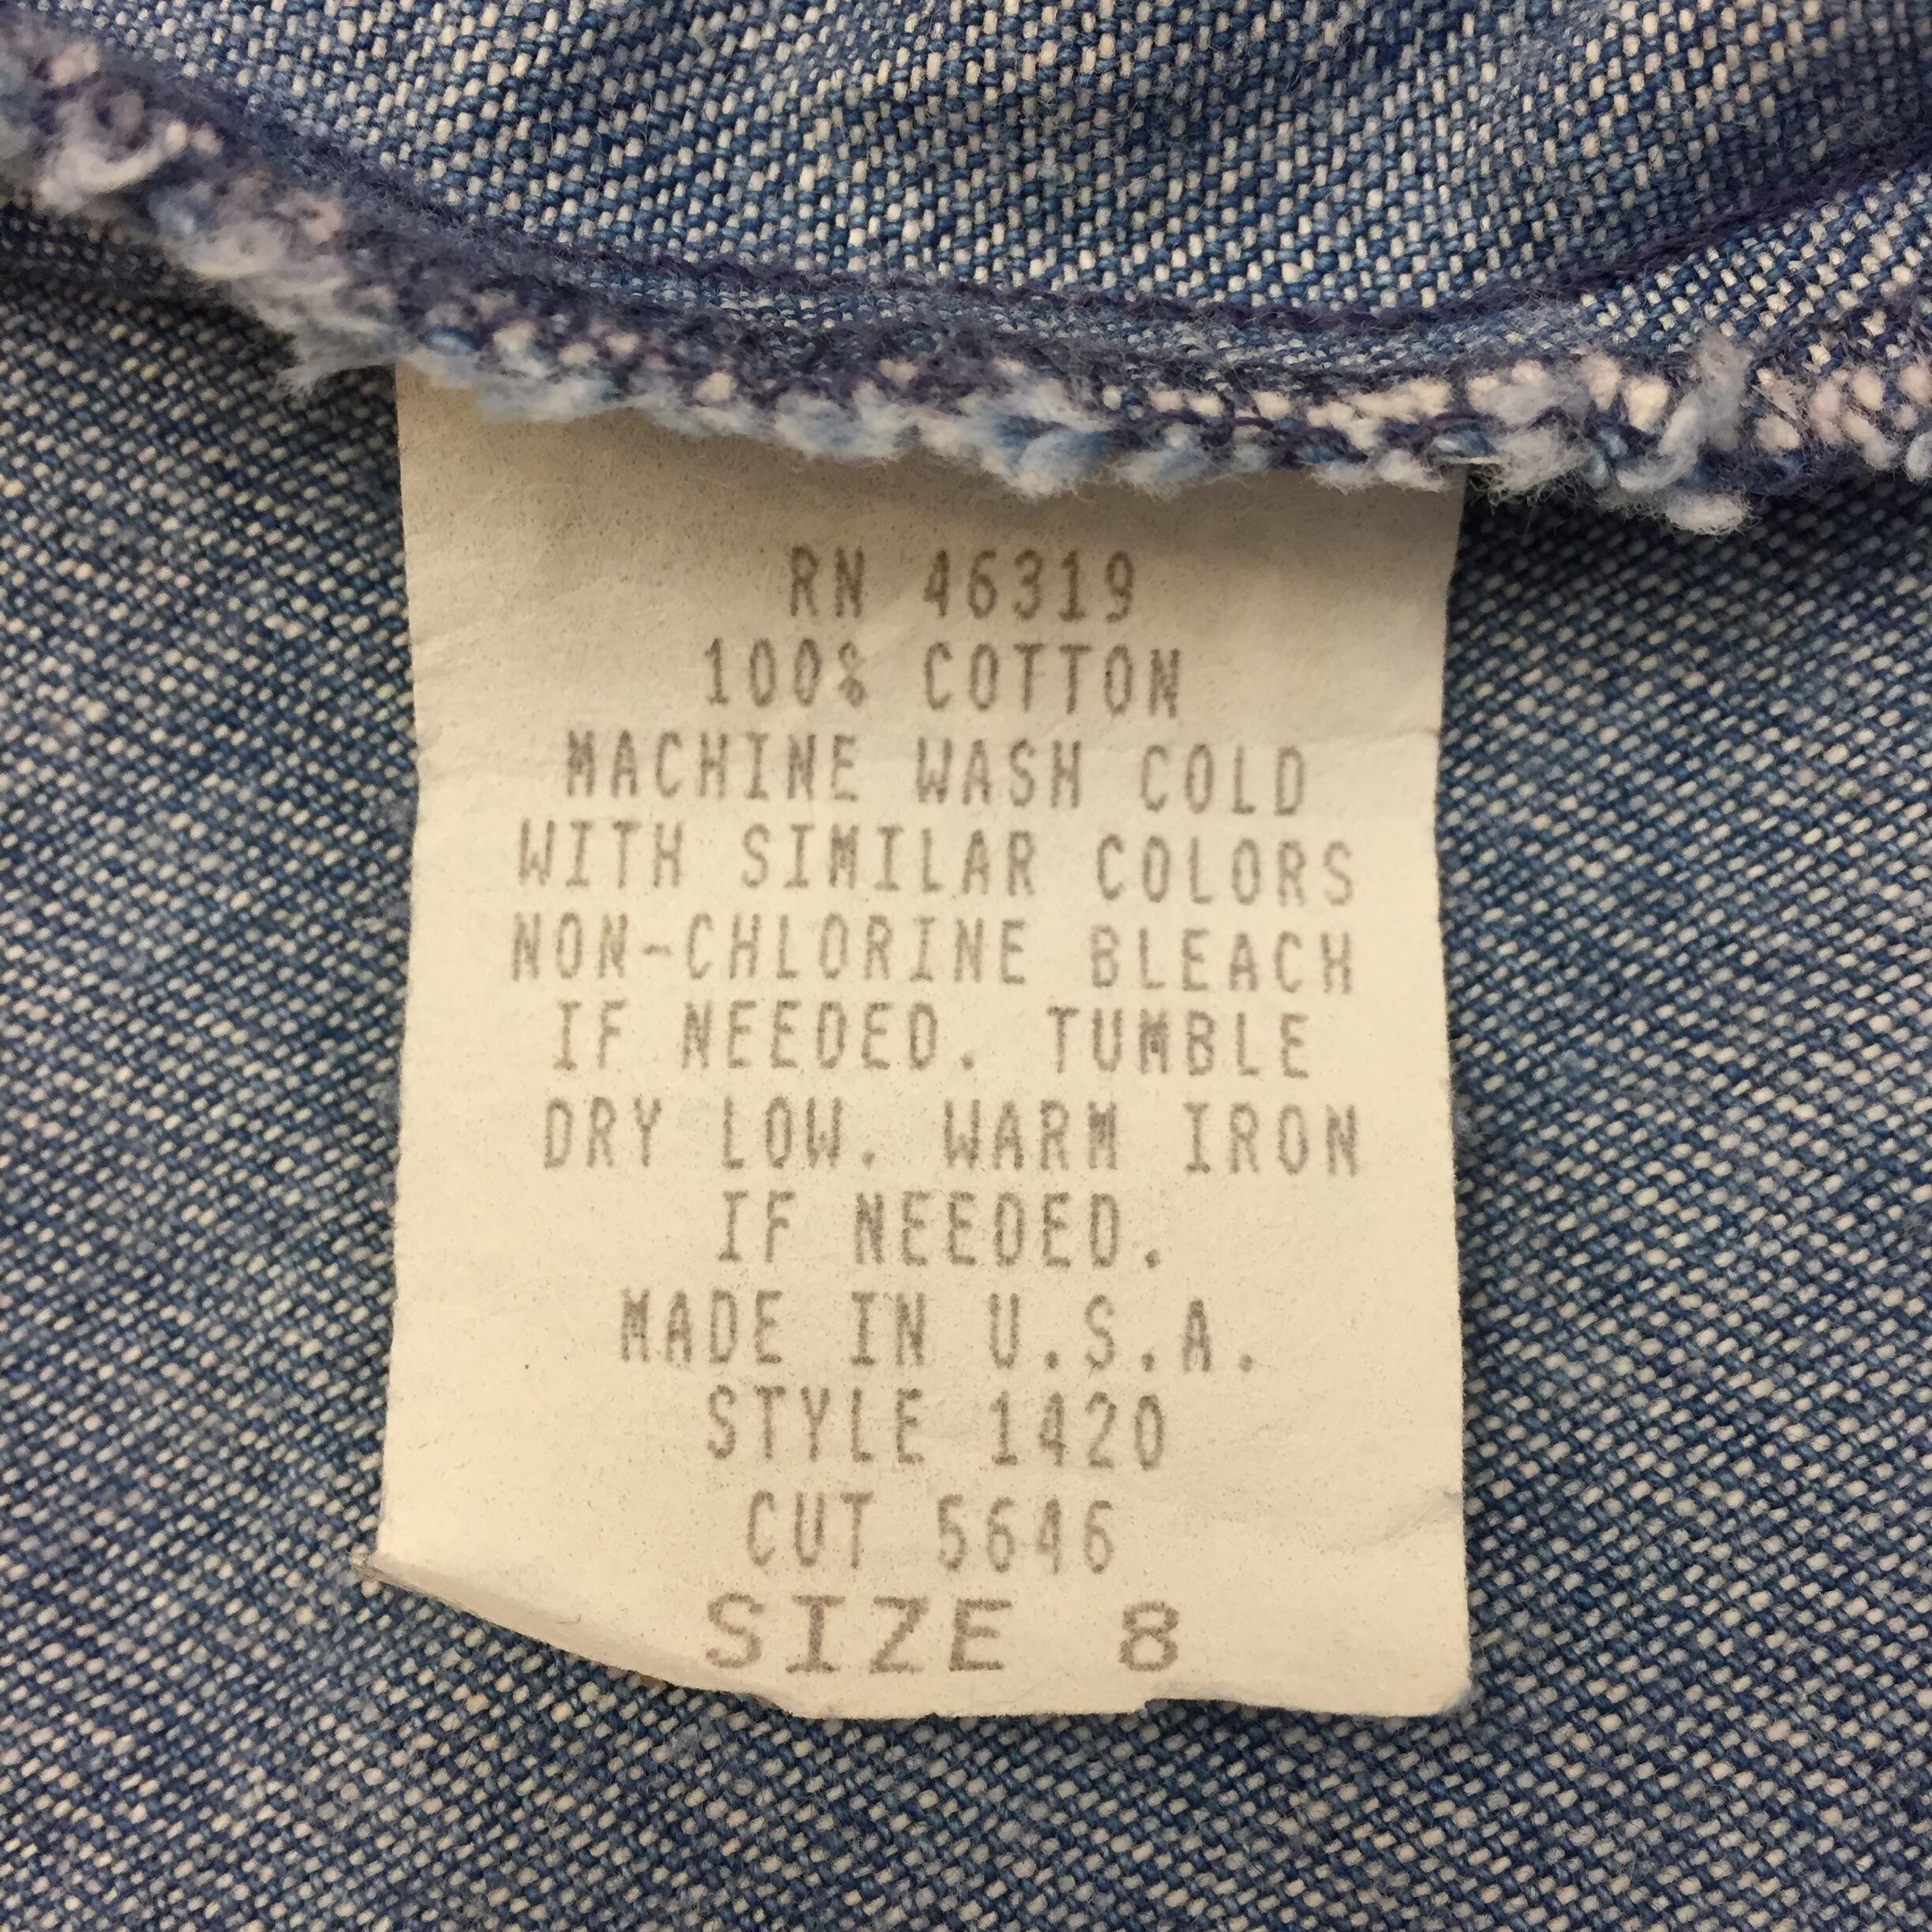 RN 46319
100% COTTON
MACHINE WASH COLD
WITH SIMILAR COLORS
NON-CHLORINE BLEACH
IF NEEDED. TUMBLE
DRY LOW. WARM IRON
IF NEEDED.
MADE IN U.S.A.
STYLE 1420
CUT 5646
SIZE 8